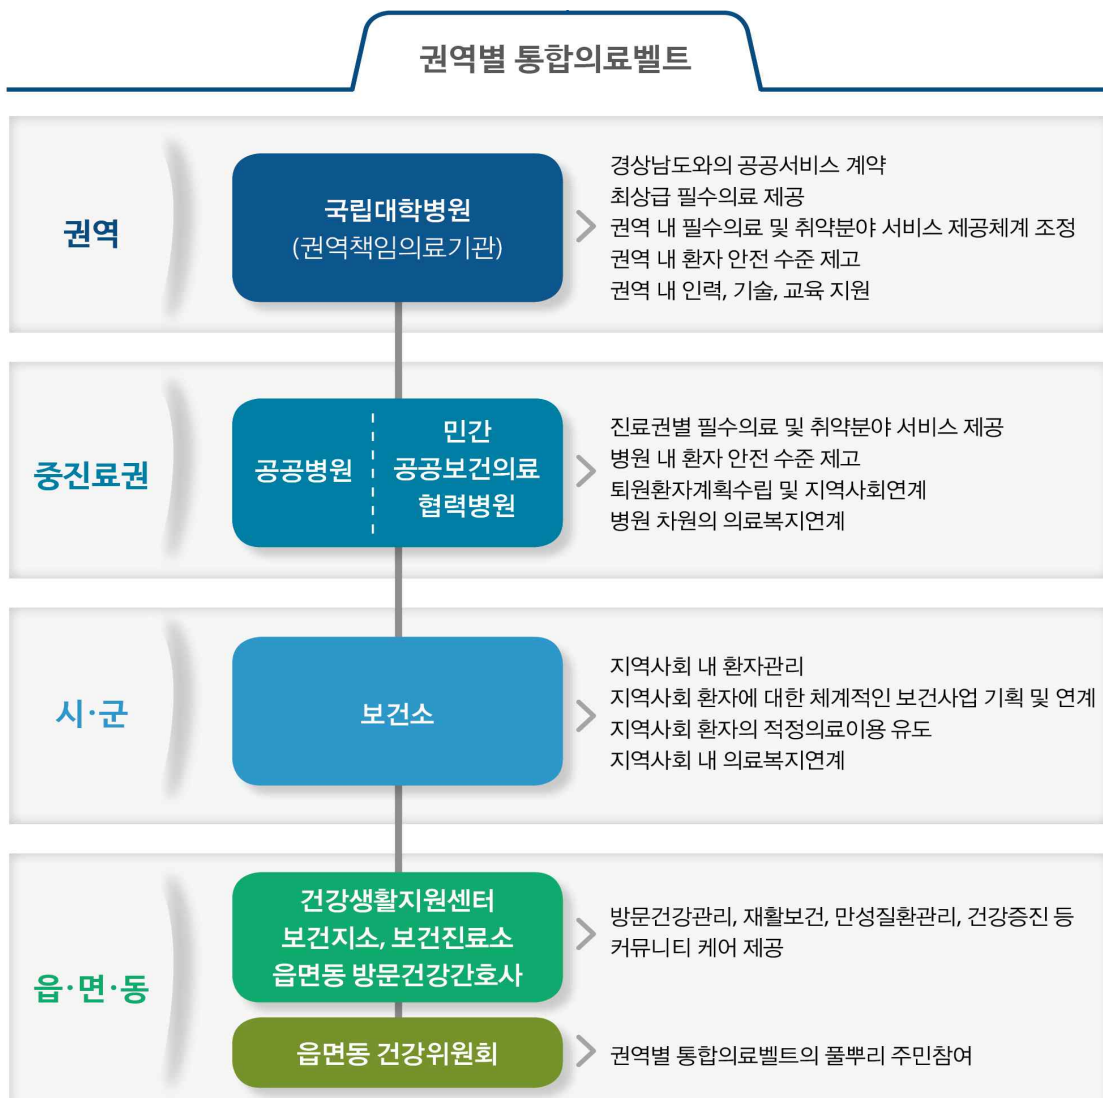 권역별 통합의료벨트
권역
국립대학병원
(권역책임의료기관)
경상남도와의 공공서비스 계약
최상급 필수의료 제공
권역 내 필수의료 및 취약분야 서비스 제공체계 조정
권역 내 환자 안전 수준 제고
권역 내 인력, 기술, 교육 지원
중진료권
공공병원
민간
공공보건의료
협력병원
진료권별 필수의료 및 취약분야 서비스 제공
병원 내 환자 안전 수준 제고
퇴원환자계획수립 및 지역사회연계
병원 차원의 의료복지연계
시·군
보건소
지역사회 내 환자관리
지역사회 환자에 대한 체계적인 보건사업 기획 및 연계
지역사회 환자의 적정의료이용 유도
지역사회 내 의료복지연계
읍·면·동
건강생활지원센터
보건지소, 보건진료소
읍면동 방문건강간호사
방문건강관리, 재활보건, 만성질환관리, 건강증진 등
커뮤니티 케어 제공
읍면동 건강위원회
권역별 통합의료벨트의 풀뿌리 주민참여